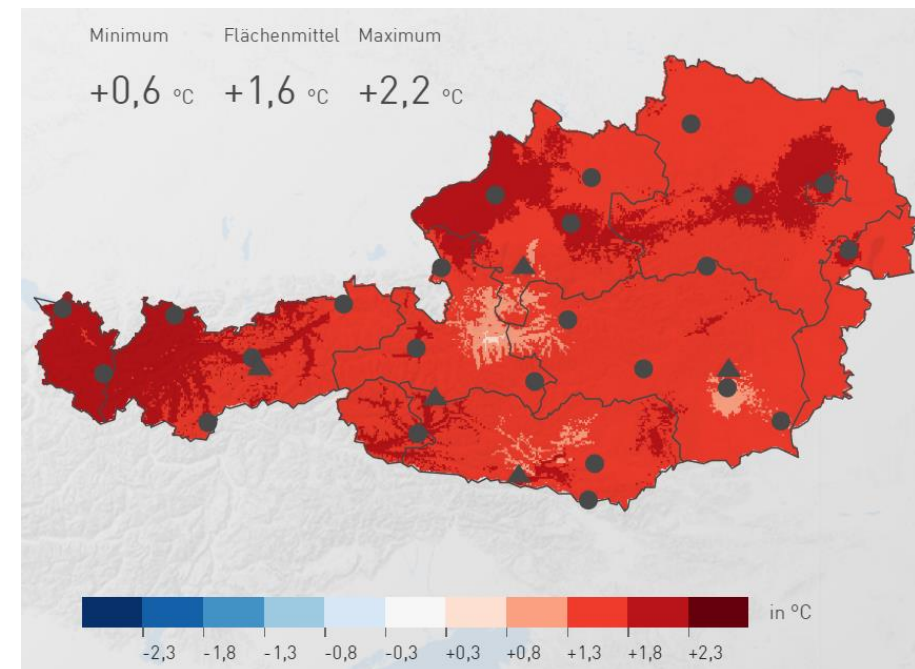 Minimum Flächenmittel Maximum
+0,6 °C +1,6 °C +2,2 °C
in °C
-2,3 -1,8 -1,3 -0,8 -0,3 +0,3 +0,8 +1,3 +1,8 +2,3